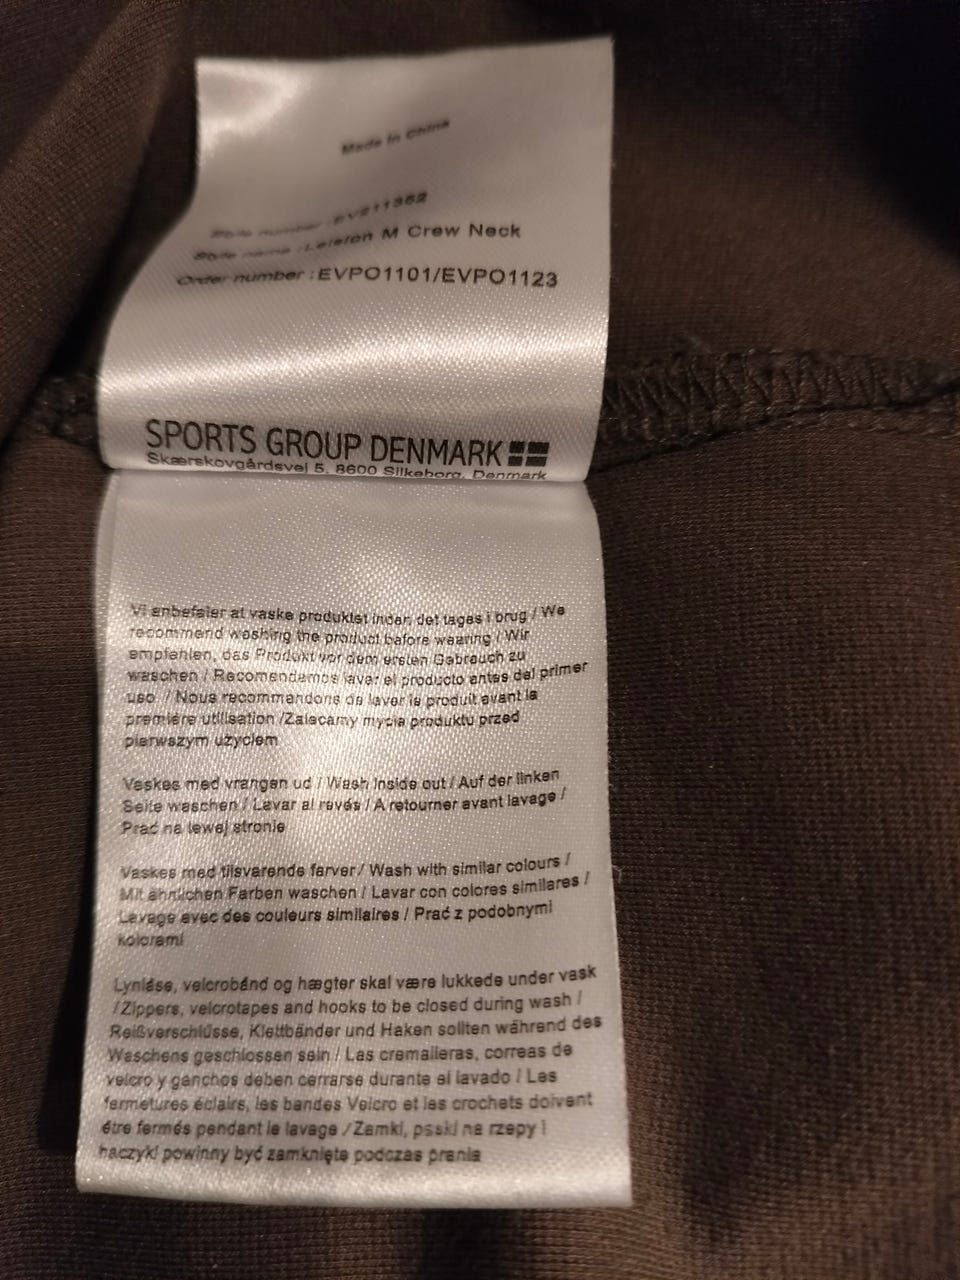 Made in China
Style number : EV211352
Style name : Leiston M Crew Neck
Order number : EVPO1101/EVPO1123
SPORTS GROUP DENMARK
Skærskovgårdsvej 5, 8600 Silkeborg, Denmark
Vi anbefaler at vaske produktet inden det tages i brug / We
recommend washing the product before wearing / Wir
empfehlen, das Produkt vor dem ersten Gebrauch zu
waschen / Recomendamos lavar el producto antes del primer
uso / Nous recommandons de laver le produit avant la
première utilisation /Zalecamy mycie produktu przed
pierwszym użyciem
Vaskes med vrangen ud / Wash inside out / Auf der linken
Seite waschen / Lavar al revés / A retourner avant lavage /
Prać na lewej stronie
Vaskes med tilsvarende farver / Wash with similar colours /
Mit ähnlichen Farben waschen / Lavar con colores similares /
Lavage avec des couleurs similaires / Prać z podobnymi
kolorami
Lynlåse, velcrobånd og hægter skal være lukkede under vask
/ Zippers, velcrotapes and hooks to be closed during wash /
Reißverschlüsse, Klettbänder und Haken sollten während des
Waschens geschlossen sein / Las cremalleras, correas de
velcro y ganchos deben cerrarse durante el lavado / Les
fermetures éclairs, les bandes Velcro et les crochets doivent
être fermés pendant le lavage / Zamki, paski na rzepy i
haczyki powinny być zamknięte podczas prania